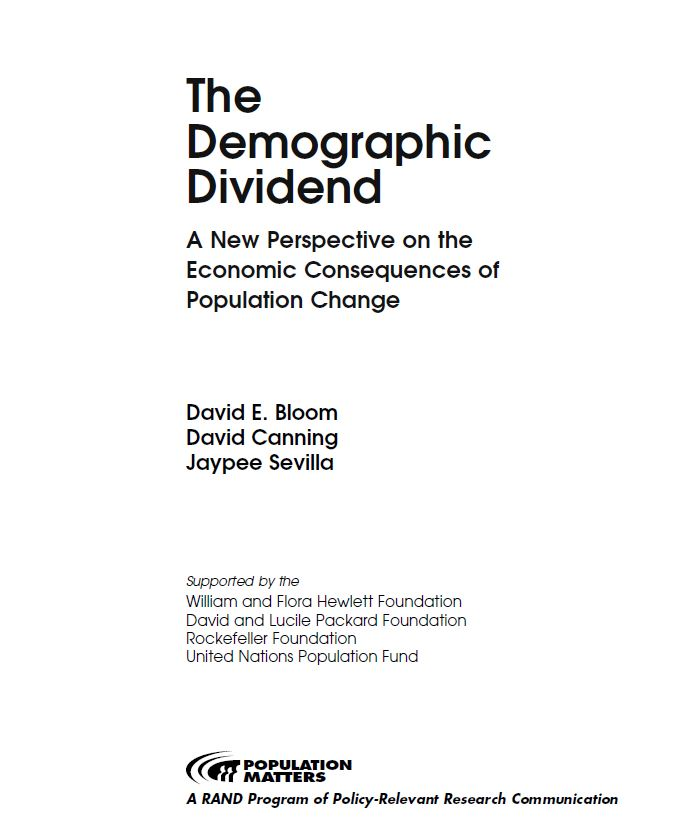 The
Demographic
Dividend
A New Perspective on the
Economic Consequences of
Population Change
David E. Bloom
David Canning
Jaypee Sevilla
Supported by the
William and Flora Hewlett Foundation
David and Lucile Packard Foundation
Rockefeller Foundation
United Nations Population Fund
POPULATION
MATTERS
A RAND Program of Policy-Relevant Research Communication